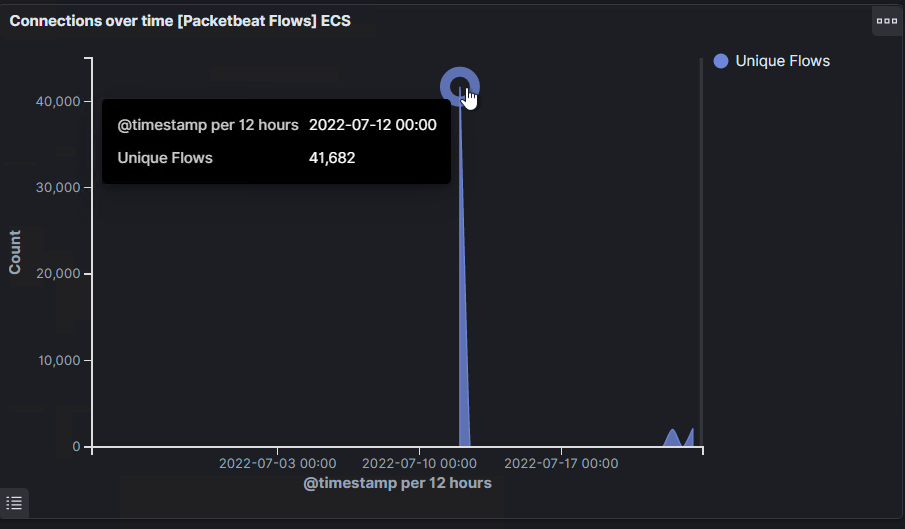 Connections over time [Packetbeat Flows] ECS
Unique Flows
40,000
@timestamp per 12 hours 2022-07-12 00:00
Unique Flows 41,682
30,000
Count
20,000
10,000
0
2022-07-03 00:00 2022-07-10 00:00 2022-07-17 00:00
@timestamp per 12 hours